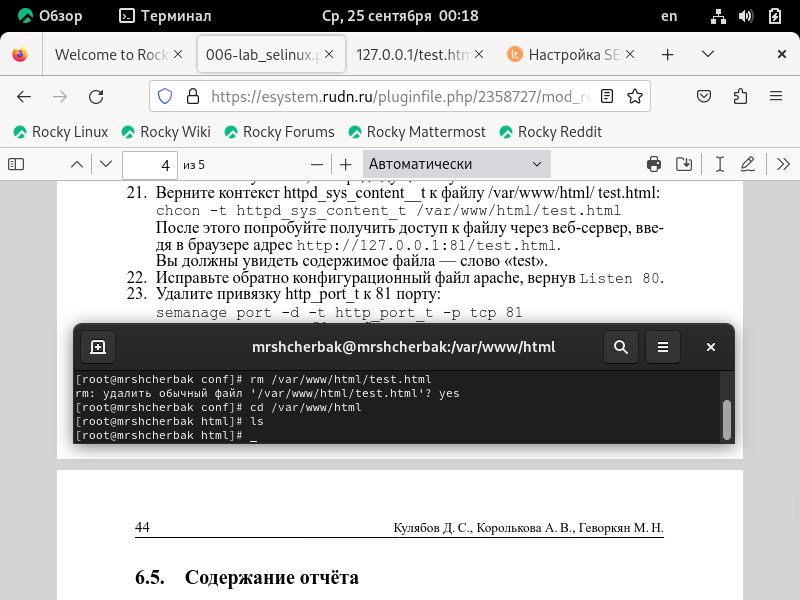 Обзор Терминал Ср, 25 сентября 00:18 en
Welcome to Rock 006-lab_selinux.p 127.0.0.1/test.htm Настройка SE
https://esystem.rudn.ru/pluginfile.php/2358727/mod_re
Rocky Linux Rocky Wiki Rocky Forums Rocky Mattermost Rocky Reddit
4 из 5 Автоматически
21. Верните контекст httpd_sys_content__t к файлу /var/www/html/ test.html:
chcon -t httpd_sys_content_t /var/www/html/test.html
После этого попробуйте получить доступ к файлу через веб-сервер, вве-
дя в браузере адрес http://127.0.0.1:81/test.html.
Вы должны увидеть содержимое файла — слово «test».
22. Исправьте обратно конфигурационный файл apache, вернув Listen 80.
23. Удалите привязку http_port_t к 81 порту:
semanage port -d -t http_port_t -p tcp 81
mrshcherbak@mrshcherbak:/var/www/html
[root@mrshcherbak conf]# rm /var/www/html/test.html
rm: удалить обычный файл '/var/www/html/test.html'? yes
[root@mrshcherbak conf]# cd /var/www/html
[root@mrshcherbak html]# ls
[root@mrshcherbak html]#
44 Кулябов Д. С., Королькова А. В., Геворкян М. Н.
6.5. Содержание отчёта